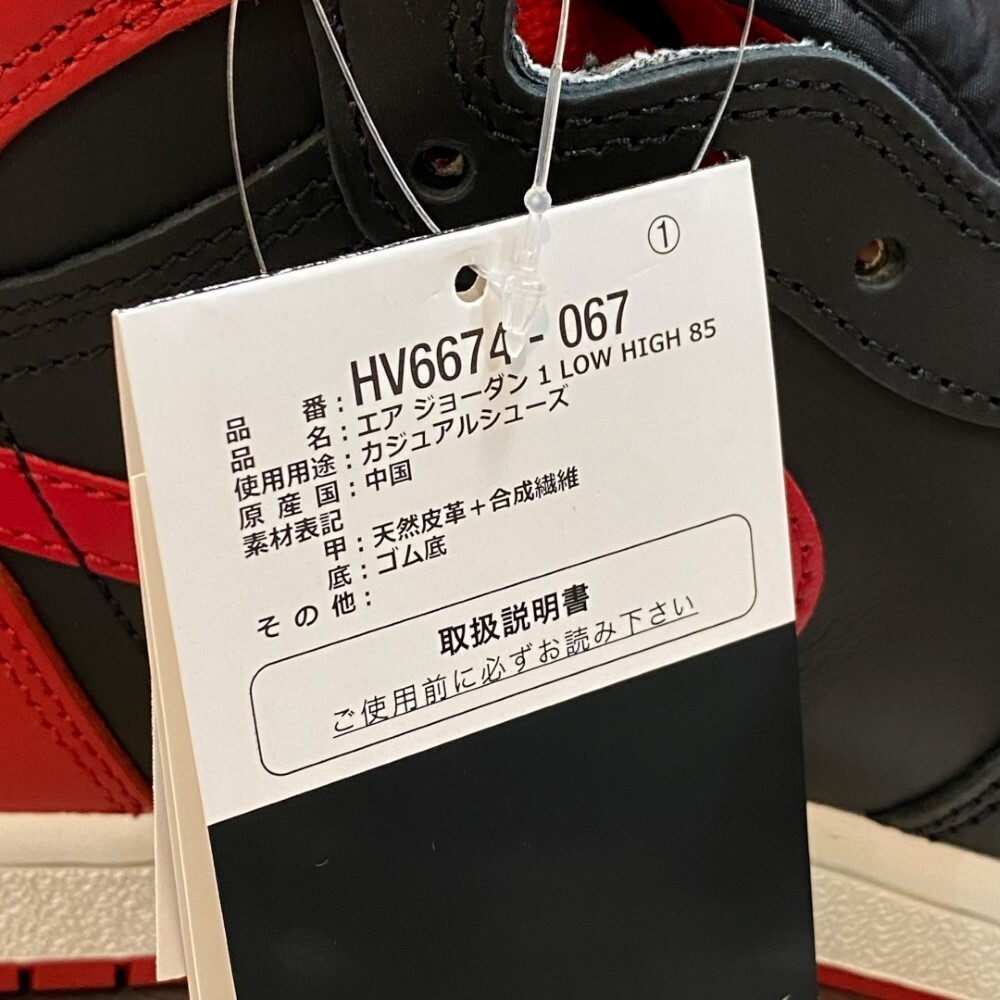 ①
品番：HV6674-067
品名：エア ジョーダン 1 LOW HIGH 85
使用用途：カジュアルシューズ
原産国：中国
素材表記
甲：天然皮革＋合成繊維
底：ゴム底
その他：
取扱説明書
ご使用前に必ずお読み下さい